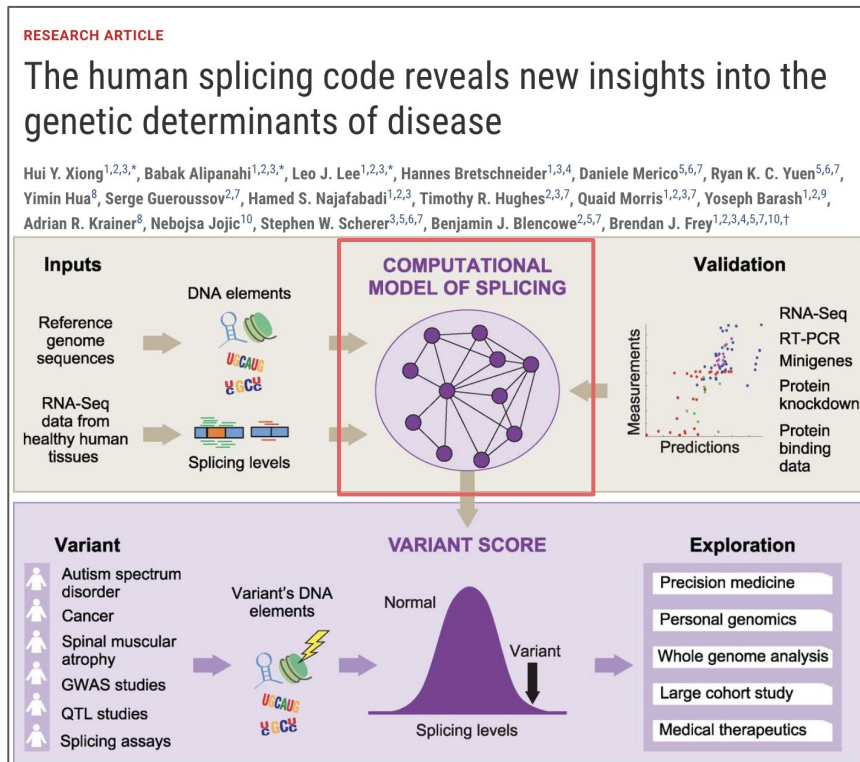 RESEARCH ARTICLE
The human splicing code reveals new insights into the
genetic determinants of disease
Hui Y. Xiong1,2,3,*, Babak Alipanahi1,2,3,*, Leo J. Lee1,2,3,*, Hannes Bretschneider1,3,4, Daniele Merico5,6,7, Ryan K. C. Yuen5,6,7,
Yimin Hua8, Serge Gueroussov2,7, Hamed S. Najafabadi1,2,3, Timothy R. Hughes2,3,7, Quaid Morris1,2,3,7, Yoseph Barash1,2,9,
Adrian R. Krainer8, Nebojsa Jojic10, Stephen W. Scherer3,5,6,7, Benjamin J. Blencowe2,5,7, Brendan J. Frey1,2,3,4,5,7,10,†
Inputs
DNA elements
Reference
genome
sequences
UGCAUG
UGCU
RNA-Seq
data from
healthy human
tissues
Splicing levels
COMPUTATIONAL
MODEL OF SPLICING
Validation
Measurements
Predictions
RNA-Seq
RT-PCR
Minigenes
Protein
knockdown
Protein
binding
data
Variant
Autism spectrum
disorder
Cancer
Spinal muscular
atrophy
GWAS studies
QTL studies
Splicing assays
Variant's DNA
elements
UGCAUG
UGCU
VARIANT SCORE
Normal
Variant
Splicing levels
Exploration
Precision medicine
Personal genomics
Whole genome analysis
Large cohort study
Medical therapeutics